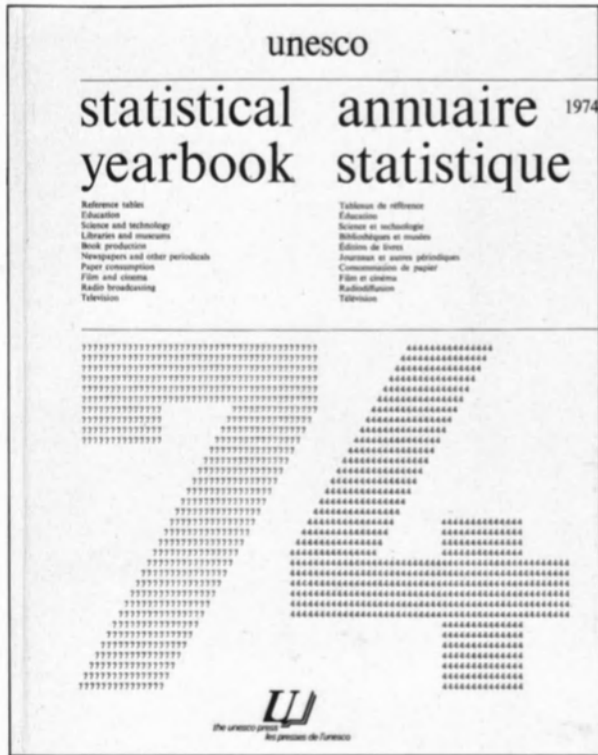 unesco
statistical
yearbook
annuaire
statistique
1974
Reference tables
Education
Science and technology
Libraries and museums
Book production
Newspapers and other periodicals
Paper consumption
Film and cinema
Radio broadcasting
Television
Tableaux de référence
Éducation
Science et technologie
Bibliothèques et musées
Édition de livres
Journaux et autres périodiques
Consommation de papier
Film et cinéma
Radiodiffusion
Télévision
74
the unesco press
les presses de l'unesco